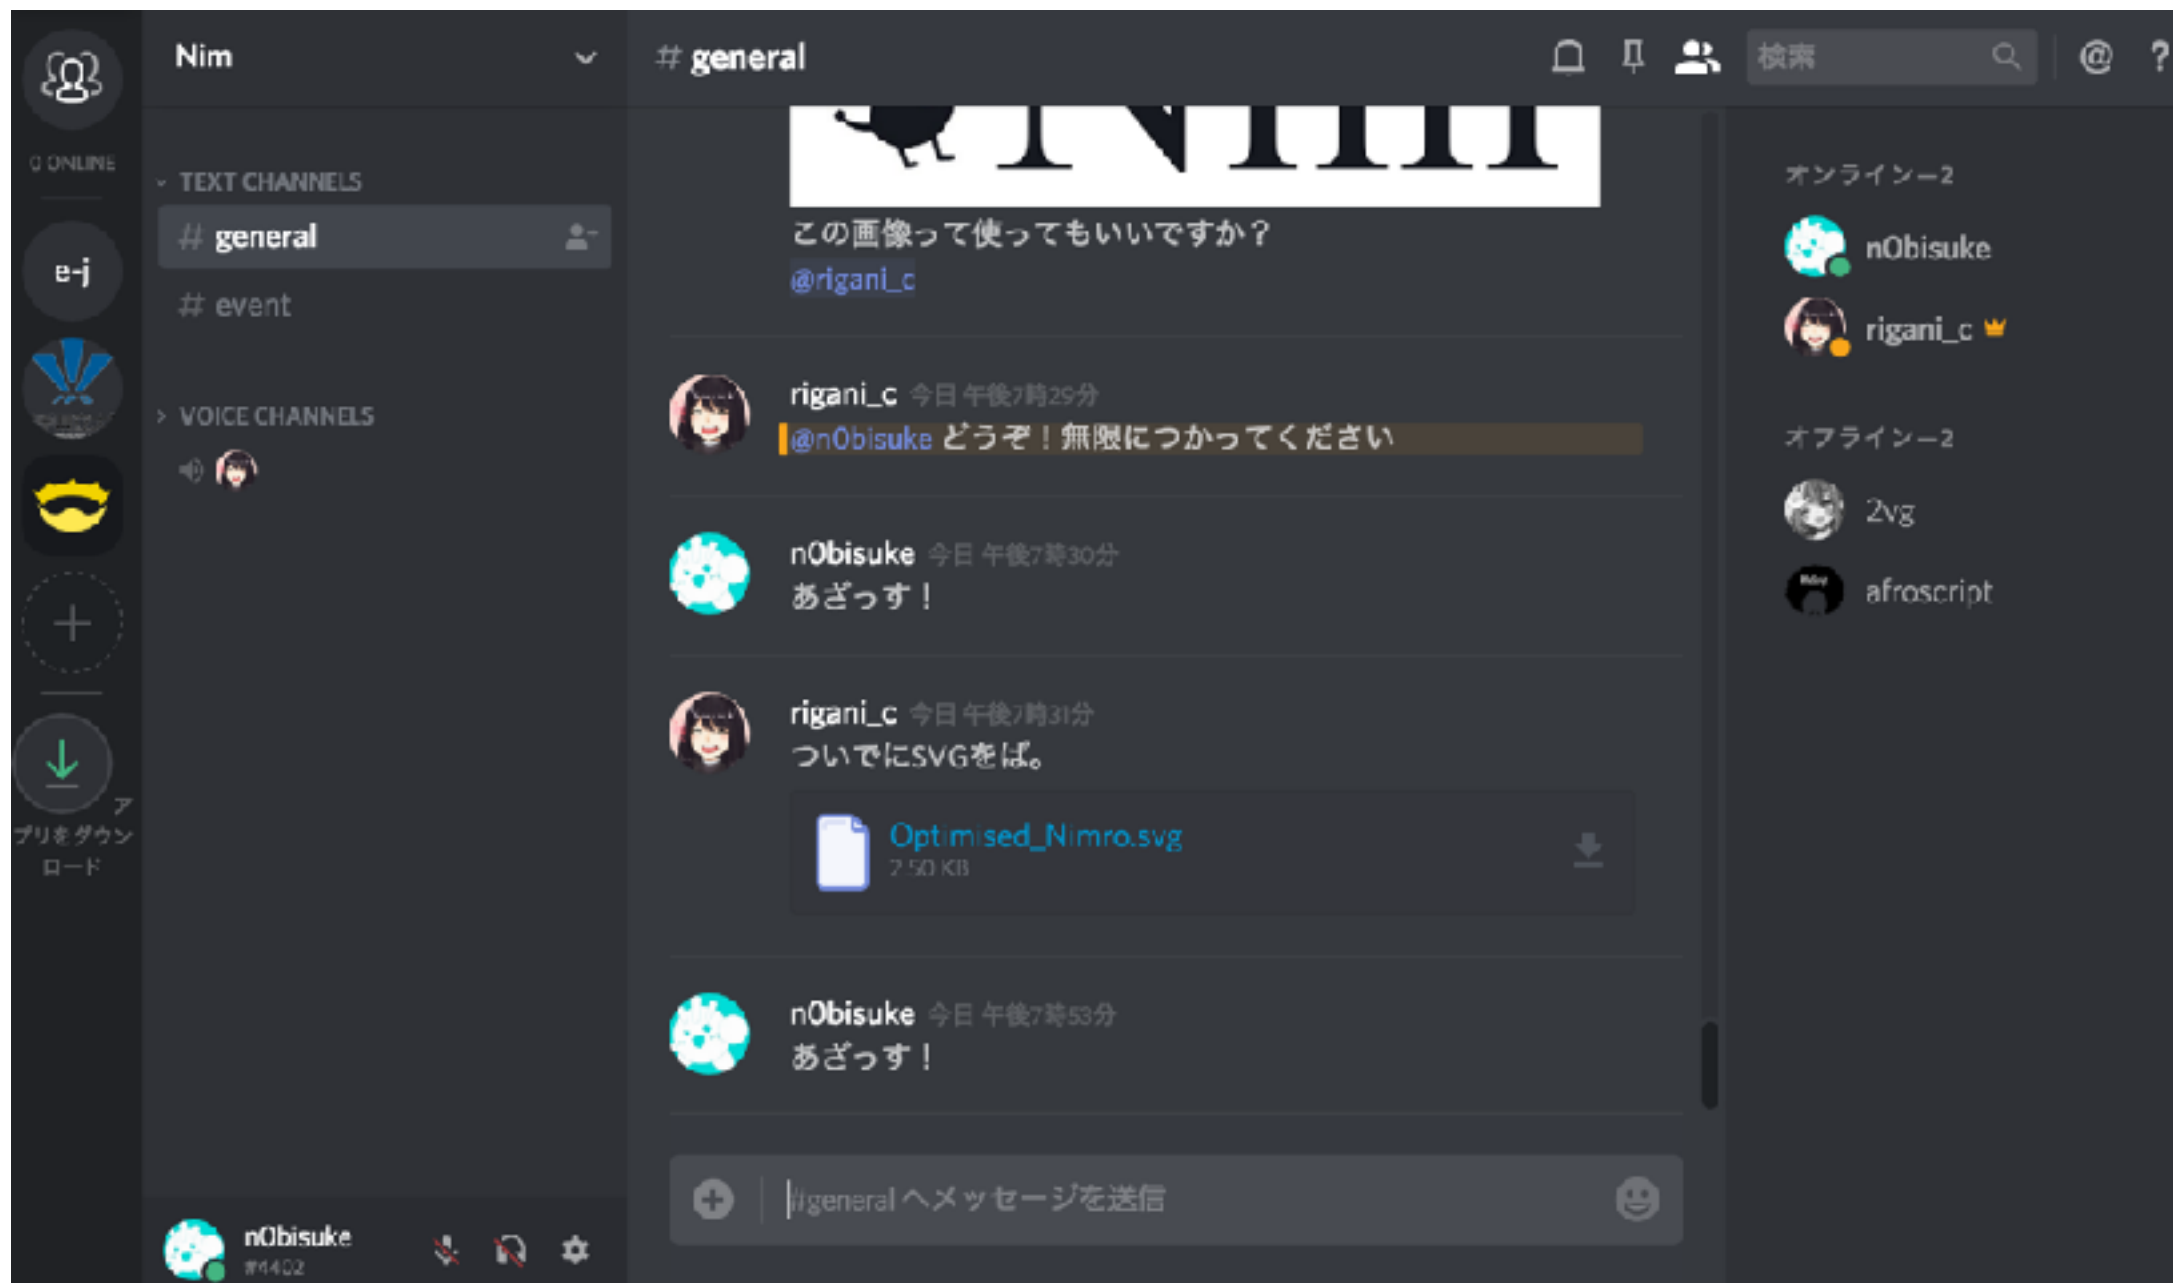 0 ONLINE
e-j
アプリをダウンロード
Nim
TEXT CHANNELS
# general
# event
VOICE CHANNELS
n0bisuke
#4402
# general
検索
@ ?
Nim
この画像って使ってもいいですか？
@rigani_c
rigani_c 今日 午後7時29分
@n0bisuke どうぞ！無限につかってください
n0bisuke 今日 午後7時30分
あざっす！
rigani_c 今日 午後7時31分
ついでにSVGをば。
Optimised_Nimro.svg
2.50 KB
n0bisuke 今日 午後7時53分
あざっす！
#general へメッセージを送信
オンライン—2
n0bisuke
rigani_c
オフライン—2
2vg
afroscript